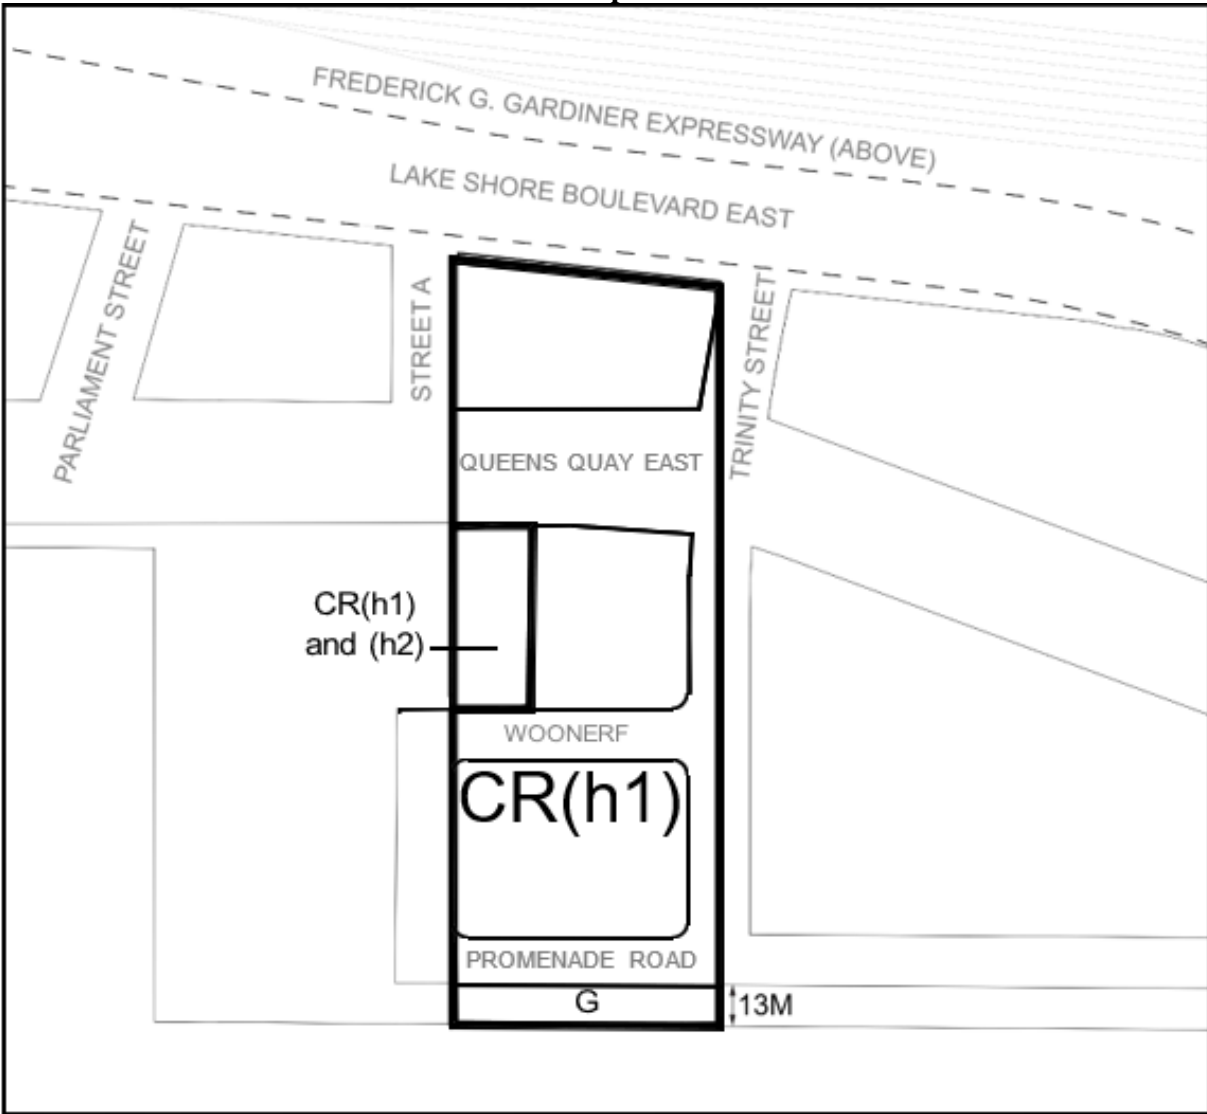 FREDERICK G. GARDINER EXPRESSWAY (ABOVE)
LAKE SHORE BOULEVARD EAST
PARLIAMENT STREET
STREET A
TRINITY STREET
QUEENS QUAY EAST
CR(h1)
and (h2)
WOONERF
CR(h1)
PROMENADE ROAD
G
13M